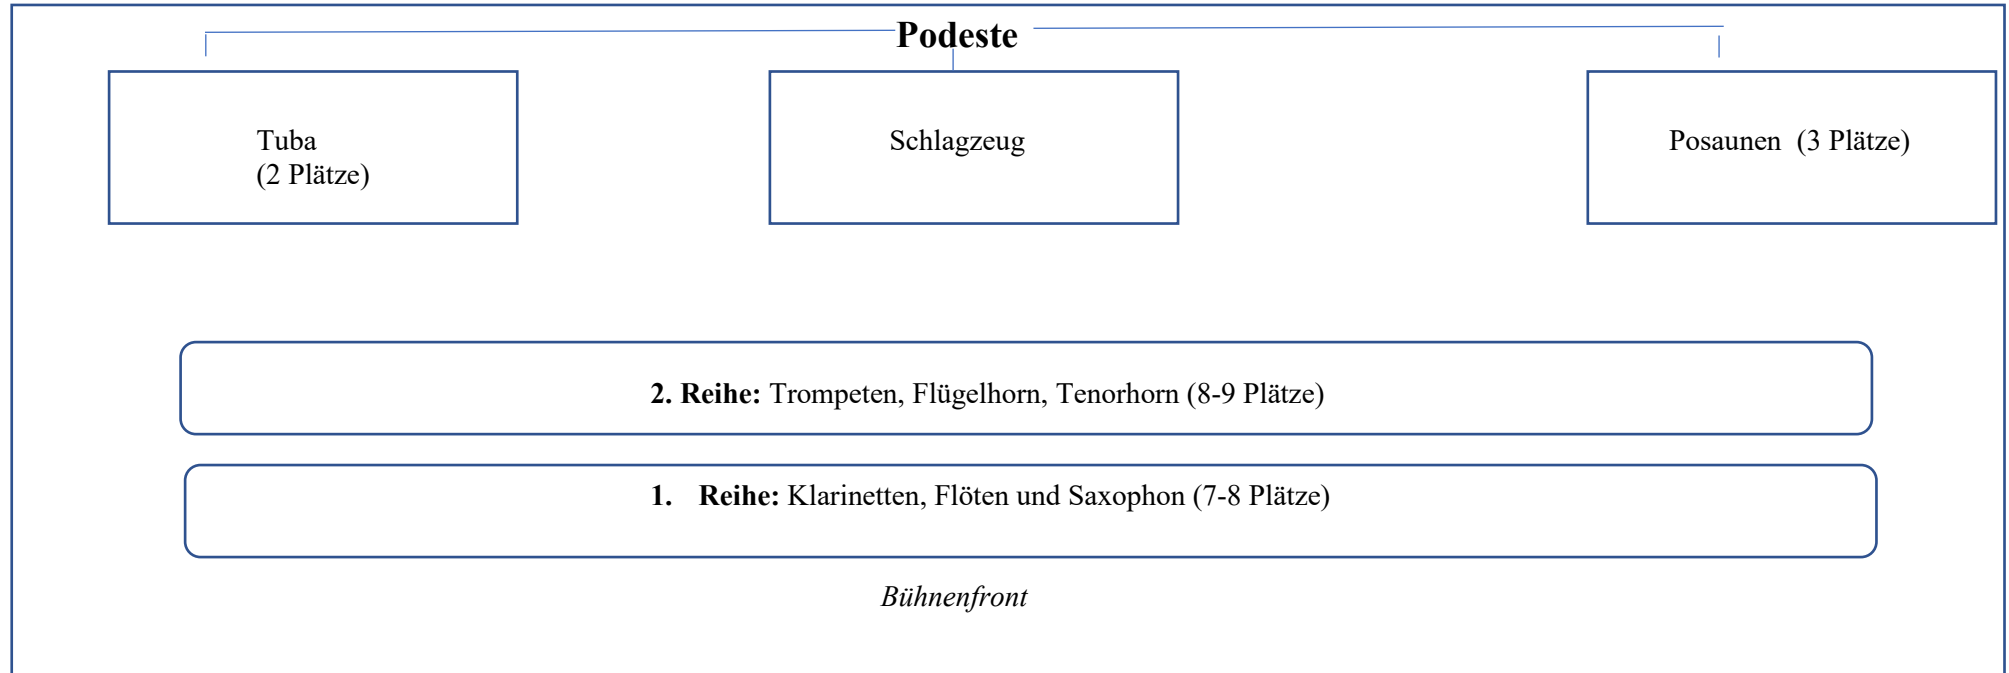 Podeste
Tuba
(2 Plätze)
Schlagzeug
Posaunen  (3 Plätze)
2. Reihe: Trompeten, Flügelhorn, Tenorhorn (8-9 Plätze)
1. Reihe: Klarinetten, Flöten und Saxophon (7-8 Plätze)
Bühnenfront